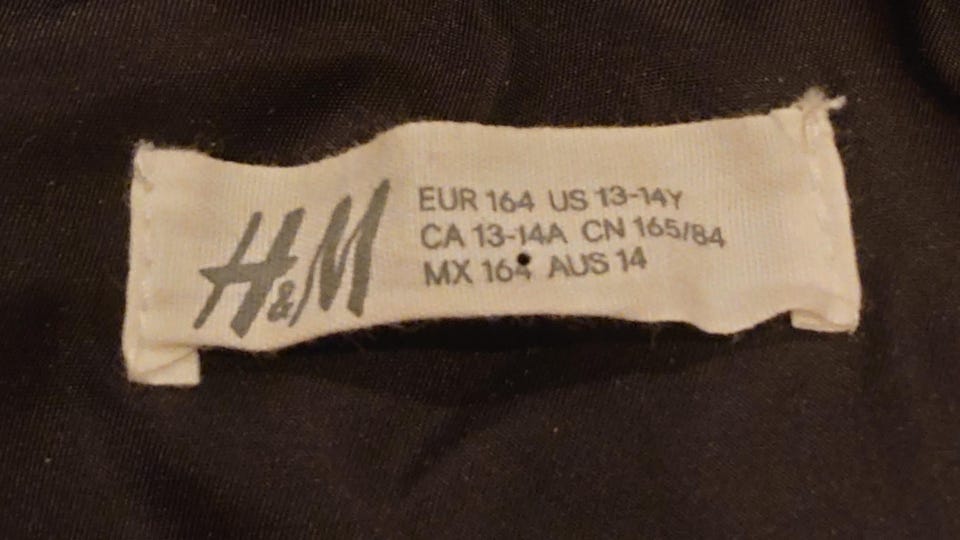 H&M
EUR 164 US 13-14Y
CA 13-14A CN 165/84
MX 164 AUS 14